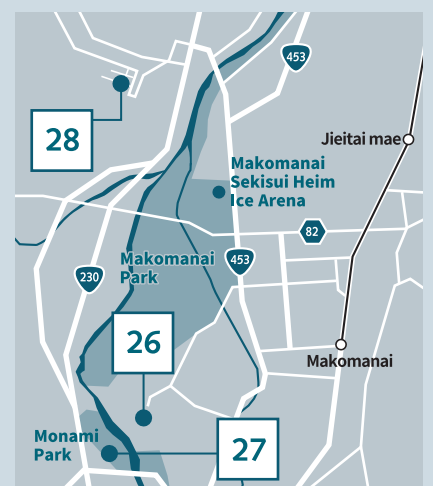 453
28
Jieitai mae
Makomanai
Sekisui Heim
Ice Arena
82
Makomanai
Park
453
230
26
Makomanai
Monami
Park
27